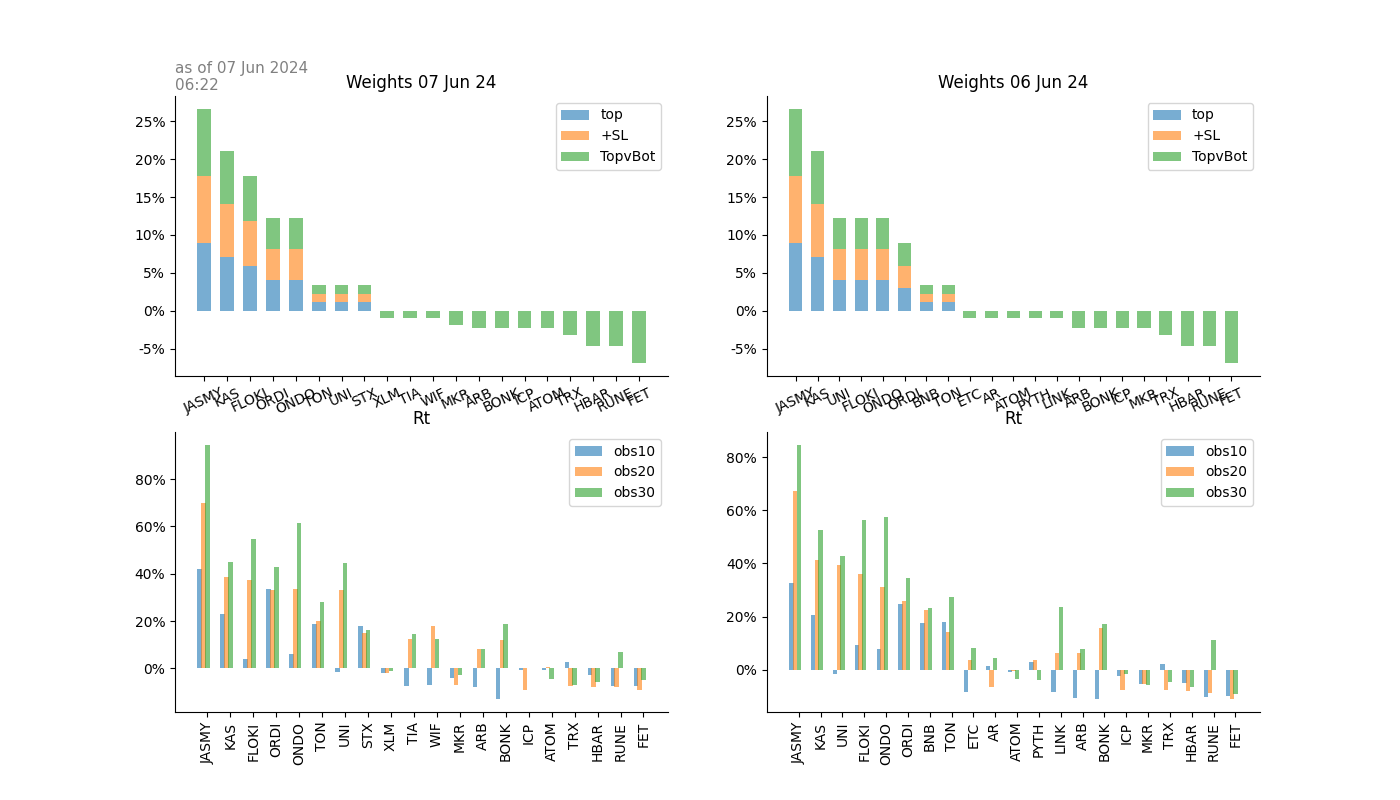 as of 07 Jun 2024
06:22
Weights 07 Jun 24
25%
20%
15%
10%
5%
0%
-5%
top
+SL
TopvBot
JASMY KAS FLOKI ORDI ONDO TON UNI STX XLM TIA WIF MKR ARB BONK ICP ATOM TRX HBAR RUNE FET
Weights 06 Jun 24
25%
20%
15%
10%
5%
0%
-5%
top
+SL
TopvBot
JASMY KAS UNI FLOKI ONDO ORDI BNB TON ETC AR ATOM PYTH LINK ARB BONK ICP MKR TRX HBAR RUNE FET
Rt
80%
60%
40%
20%
0%
obs10
obs20
obs30
JASMY KAS FLOKI ORDI ONDO TON UNI STX XLM TIA WIF MKR ARB BONK ICP ATOM TRX HBAR RUNE FET
Rt
80%
60%
40%
20%
0%
obs10
obs20
obs30
JASMY KAS UNI FLOKI ONDO ORDI BNB TON ETC AR ATOM PYTH LINK ARB BONK ICP MKR TRX HBAR RUNE FET